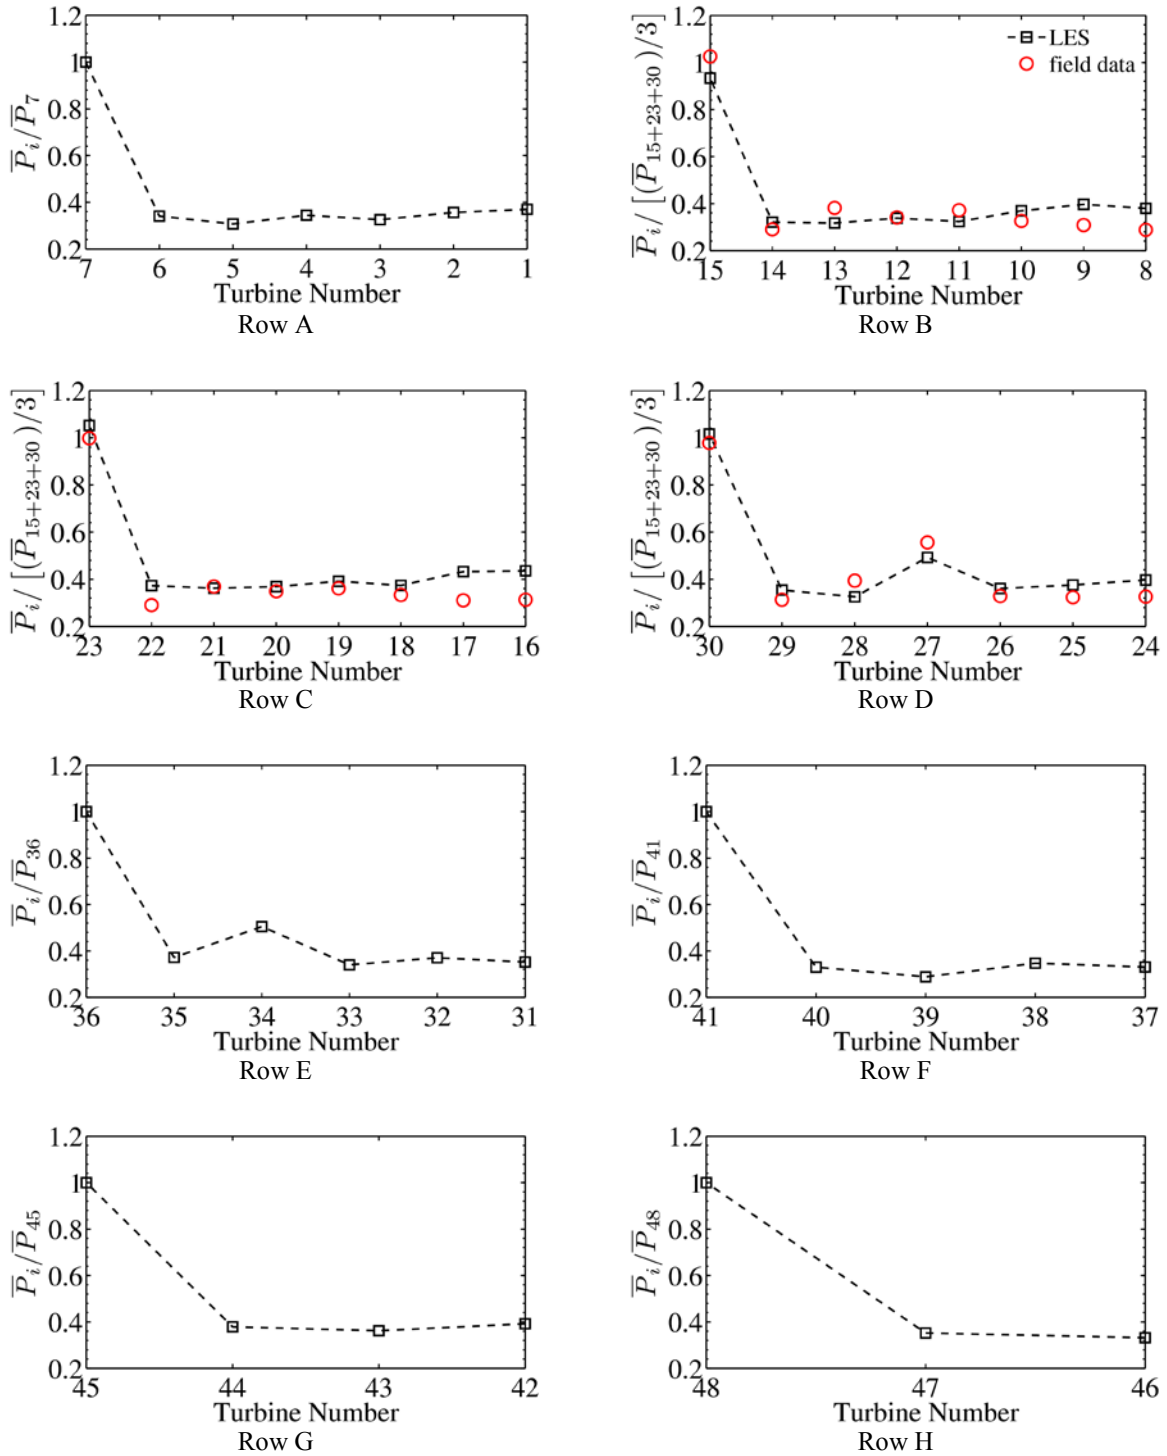 1.2
1
0.8
0.6
0.4
0.2
P̅i/P̅7
7 6 5 4 3 2 1
Turbine Number
Row A
1.2
1
0.8
0.6
0.4
0.2
P̅i/ [(P̅15+23+30)/3]
LES
field data
15 14 13 12 11 10 9 8
Turbine Number
Row B
1.2
1
0.8
0.6
0.4
0.2
P̅i/ [(P̅15+23+30)/3]
23 22 21 20 19 18 17 16
Turbine Number
Row C
1.2
1
0.8
0.6
0.4
0.2
P̅i/ [(P̅15+23+30)/3]
30 29 28 27 26 25 24
Turbine Number
Row D
1.2
1
0.8
0.6
0.4
0.2
P̅i/P̅36
36 35 34 33 32 31
Turbine Number
Row E
1.2
1
0.8
0.6
0.4
0.2
P̅i/P̅41
41 40 39 38 37
Turbine Number
Row F
1.2
1
0.8
0.6
0.4
0.2
P̅i/P̅45
45 44 43 42
Turbine Number
Row G
1.2
1
0.8
0.6
0.4
0.2
P̅i/P̅48
48 47 46
Turbine Number
Row H